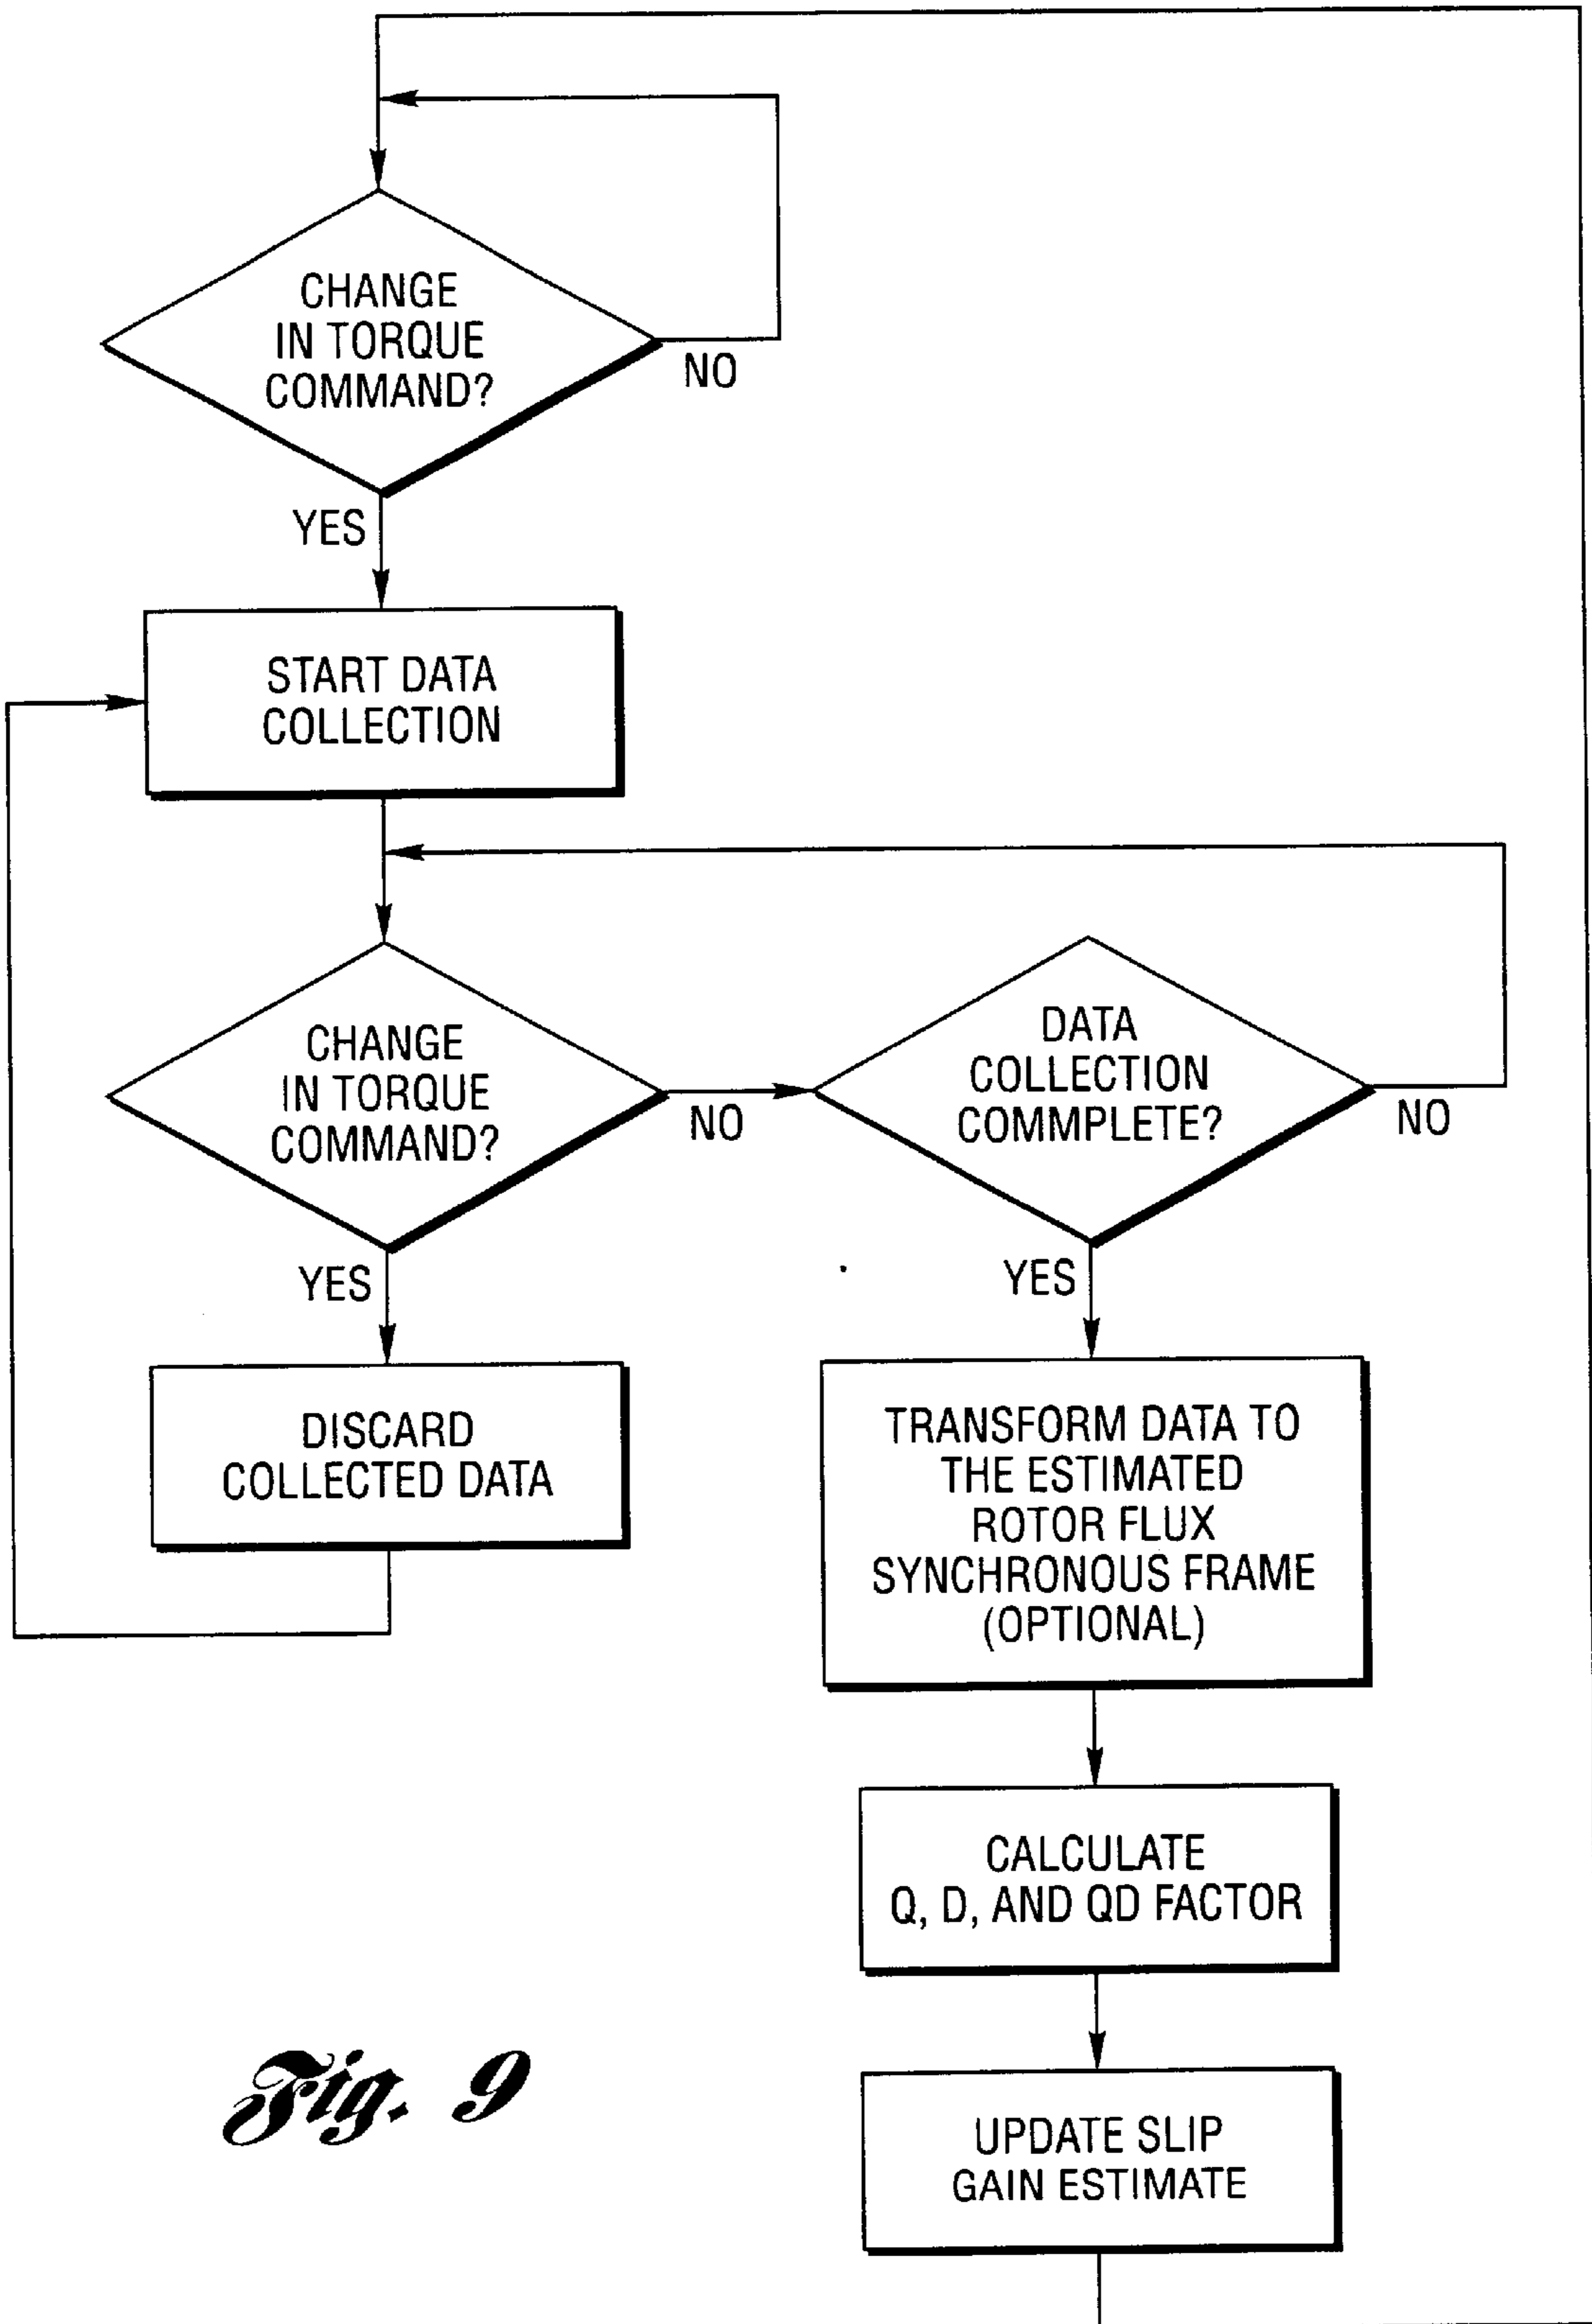 CHANGE
IN TORQUE
COMMAND?
NO
YES
START DATA
COLLECTION
CHANGE
IN TORQUE
COMMAND?
NO
DATA
COLLECTION
COMMPLETE?
NO
YES
YES
DISCARD
COLLECTED DATA
TRANSFORM DATA TO
THE ESTIMATED
ROTOR FLUX
SYNCHRONOUS FRAME
(OPTIONAL)
CALCULATE
Q, D, AND QD FACTOR
UPDATE SLIP
GAIN ESTIMATE
Fig. 9